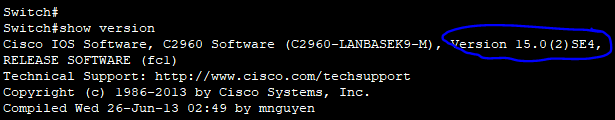 Switch#
Switch#show version
Cisco IOS Software, C2960 Software (C2960-LANBASEK9-M), Version 15.0(2)SE4,
RELEASE SOFTWARE (fc1)
Technical Support: http://www.cisco.com/techsupport
Copyright (c) 1986-2013 by Cisco Systems, Inc.
Compiled Wed 26-Jun-13 02:49 by mnguyen